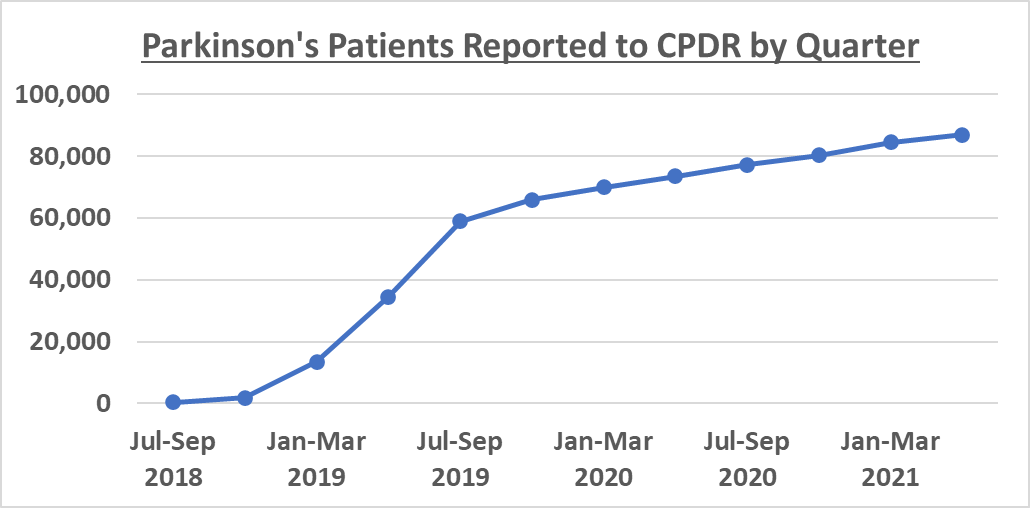 Parkinson's Patients Reported to CPDR by Quarter
100,000
80,000
60,000
40,000
20,000
0
Jul-Sep 2018
Jan-Mar 2019
Jul-Sep 2019
Jan-Mar 2020
Jul-Sep 2020
Jan-Mar 2021